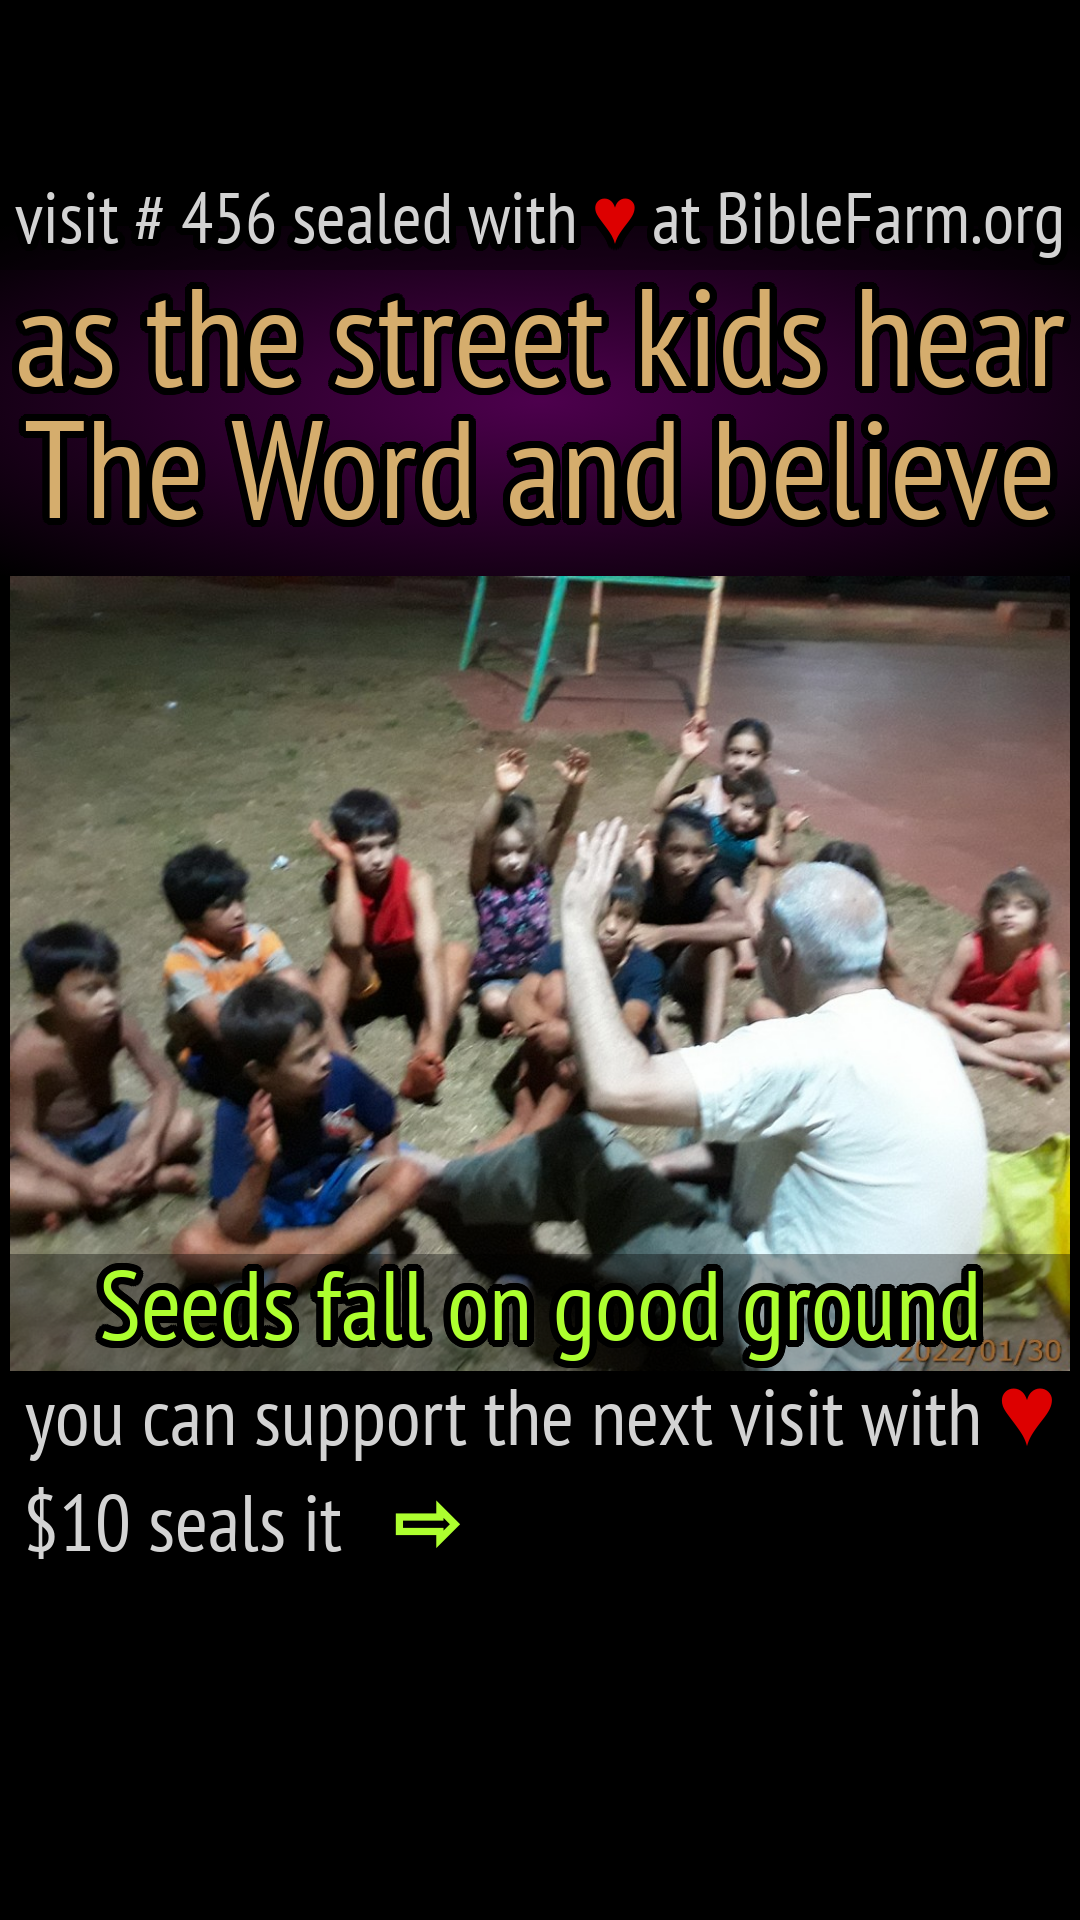 visit # 456 sealed with ♥ at BibleFarm.org
as the street kids hear
The Word and believe
Seeds fall on good ground
2022/01/30
you can support the next visit with ♥
$10 seals it ⇨